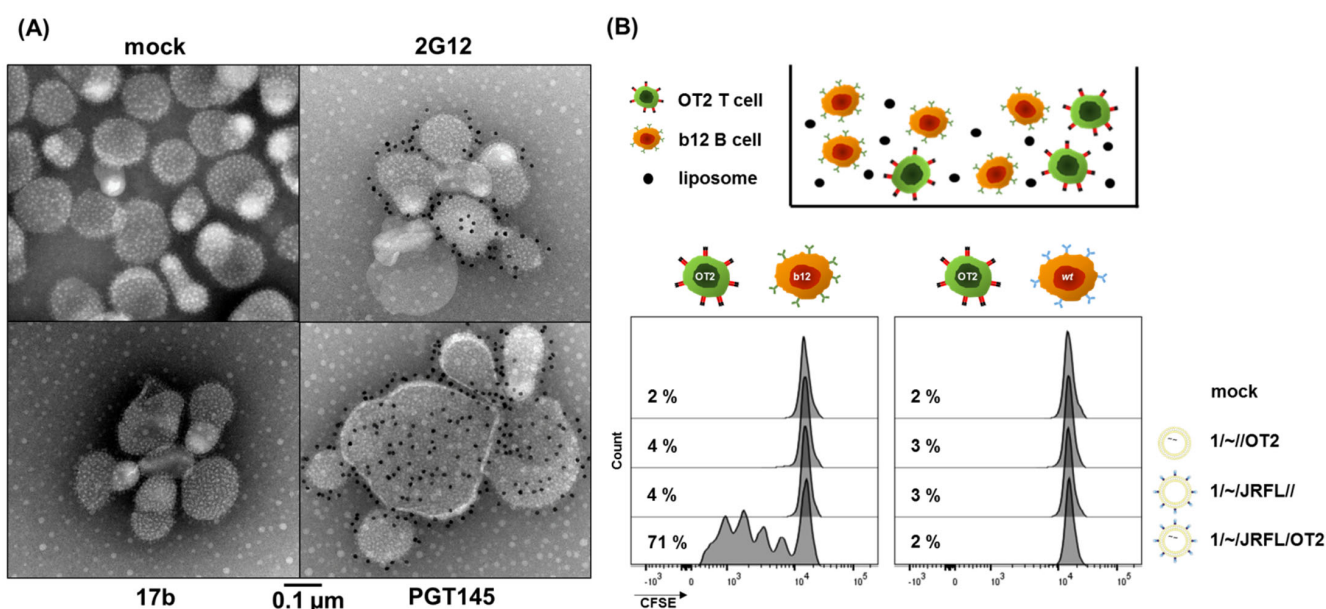 (A)
mock
2G12
17b
0.1 µm
PGT145
(B)
OT2 T cell
b12 B cell
liposome
OT2
b12
OT2
wt
Count
2 %
4 %
4 %
71 %
-10³ 0 10³ 10⁴ 10⁵
CFSE
2 %
3 %
3 %
2 %
-10³ 0 10³ 10⁴ 10⁵
mock
1/~//OT2
1/~/JRFL//
1/~/JRFL/OT2